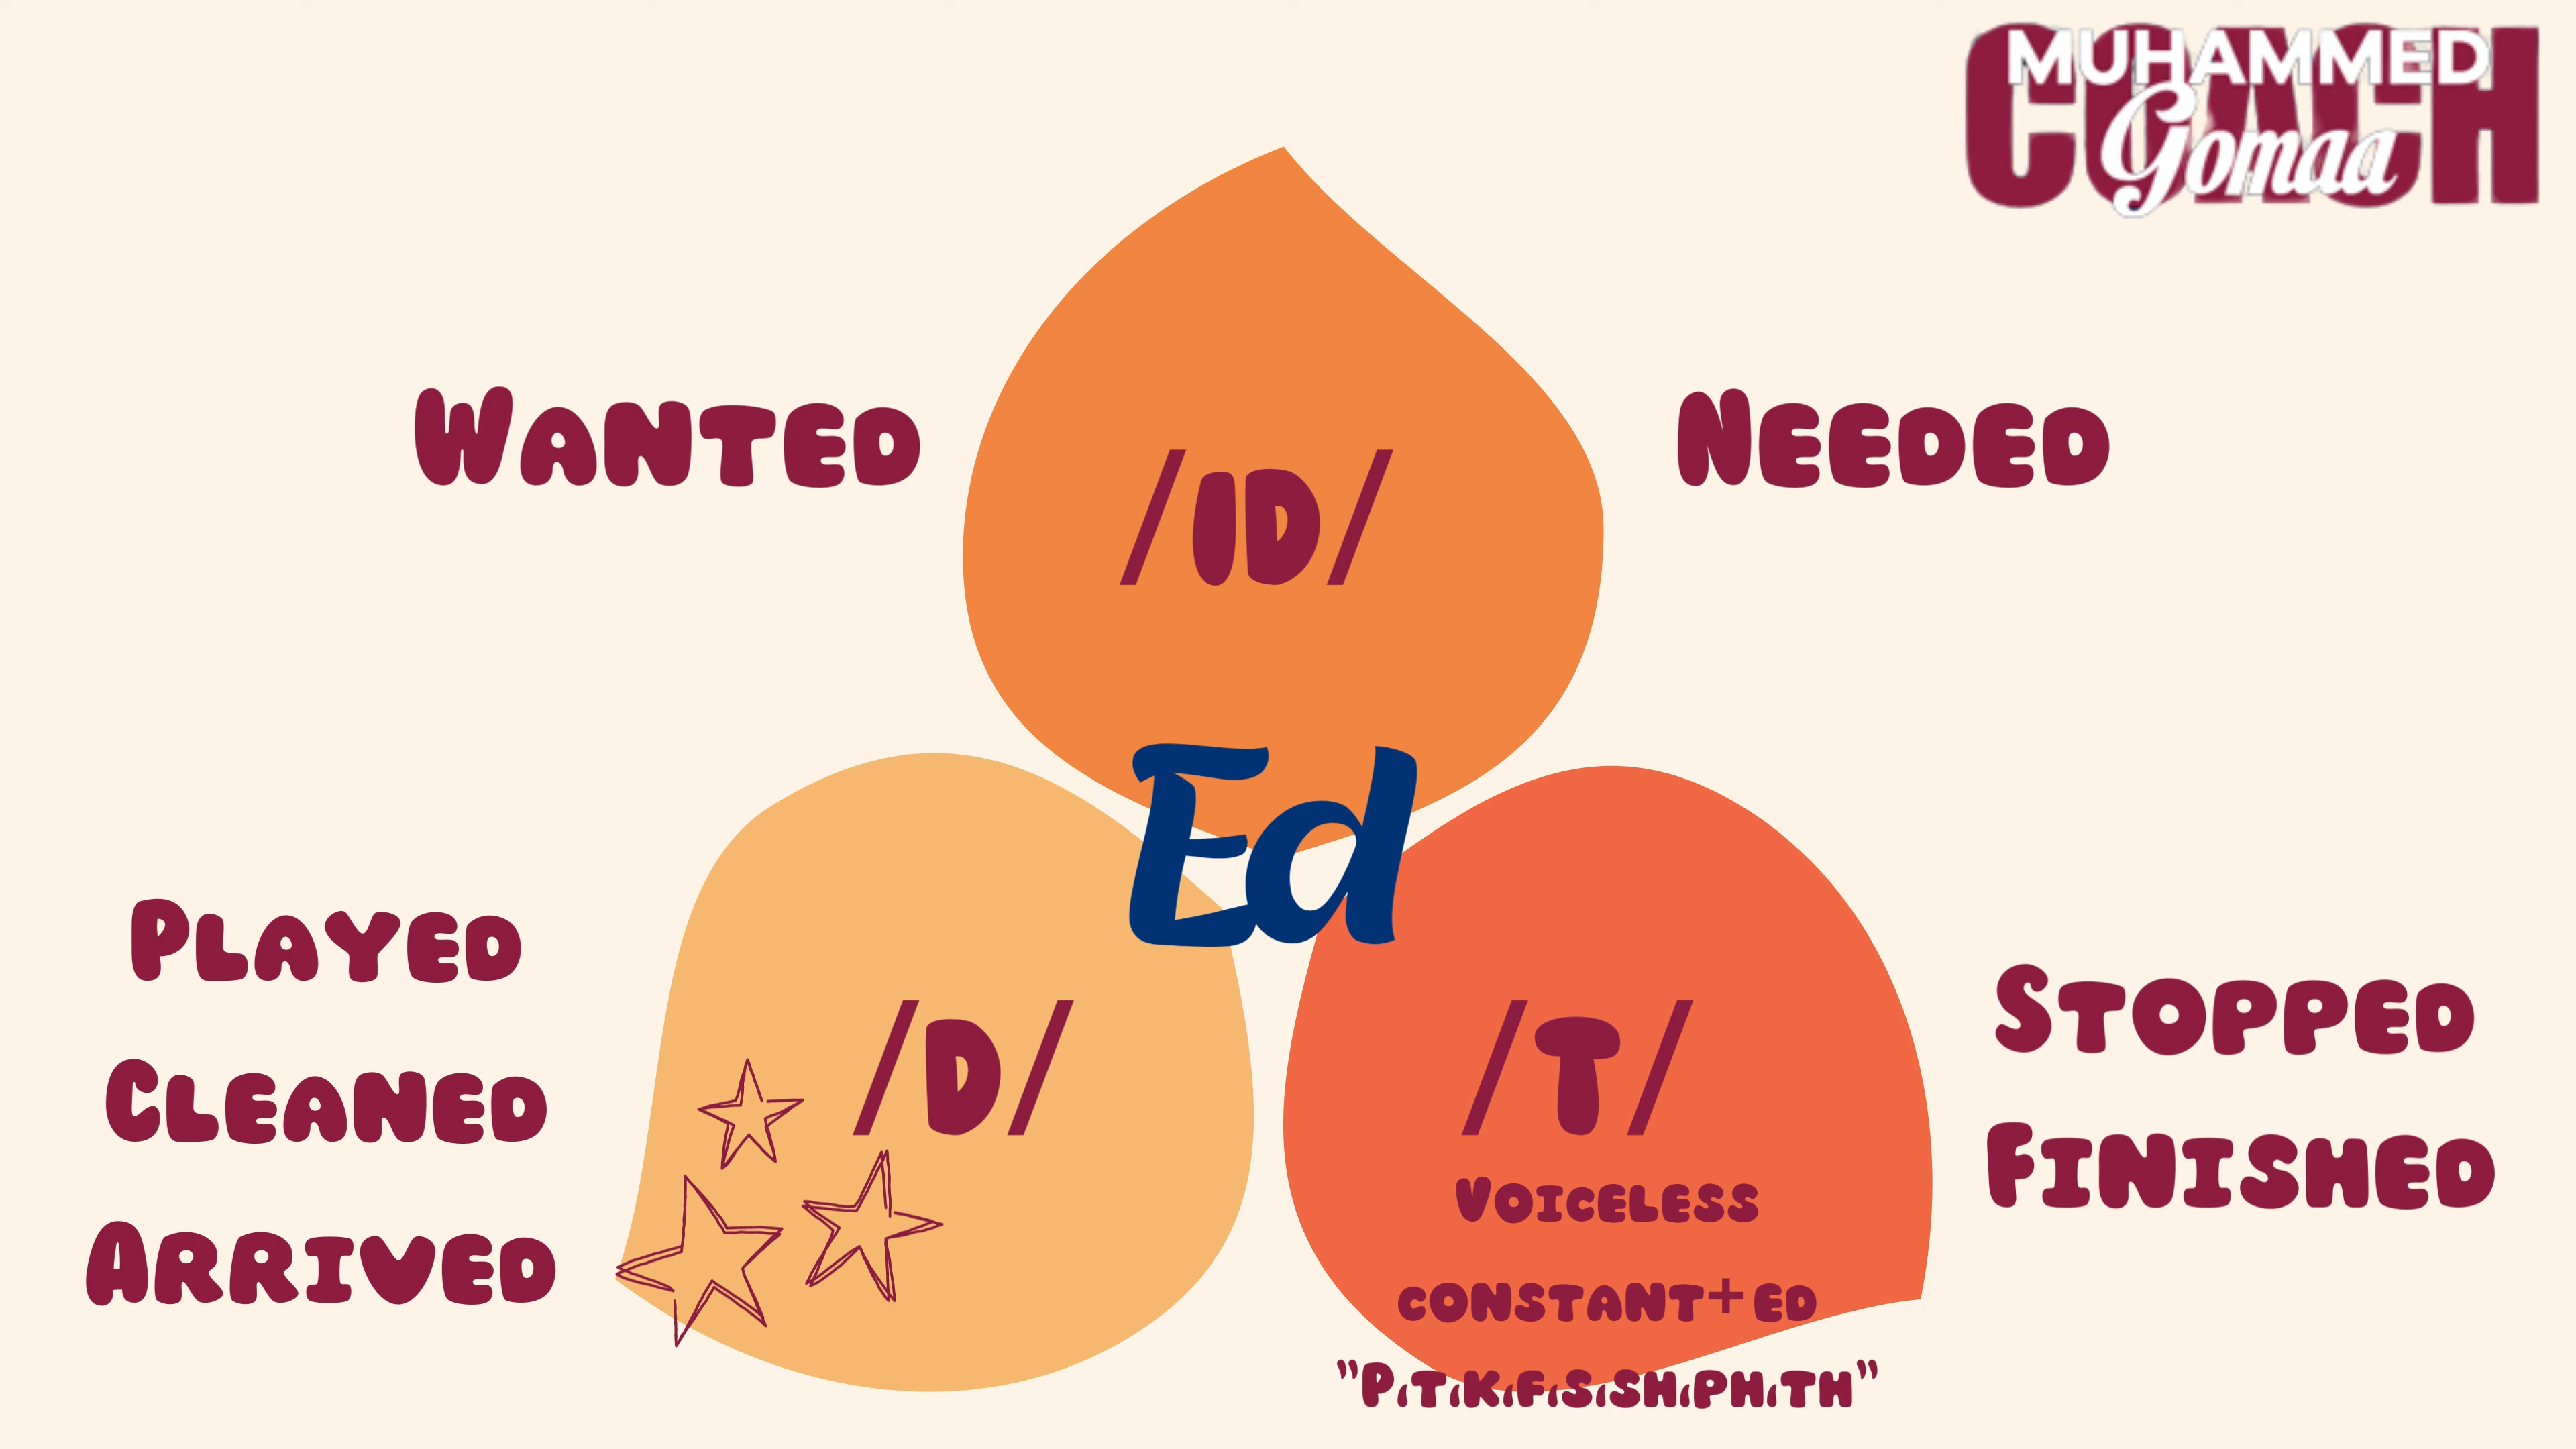 MUHAMMED
COACH
Gomaa
WANTED
NEEDED
/ID/
Ed
PLAYED
CLEANED
ARRIVED
/D/
/T/
VOICELESS
CONSTANT+ED
"P,T,K,F,S,SH,PH,TH"
STOPPED
FINISHED